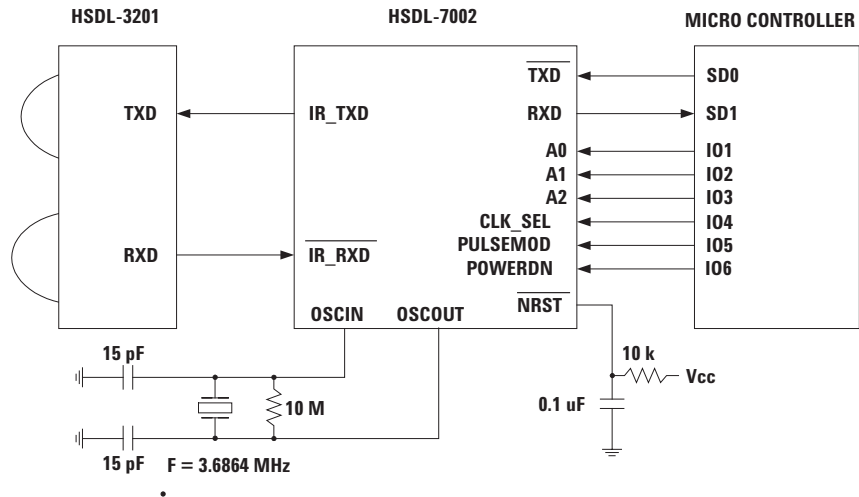 HSDL-3201
HSDL-7002
MICRO CONTROLLER
TXD
RXD
IR_TXD
IR_RXD
OSCIN
OSCOUT
TXD
RXD
A0
A1
A2
CLK_SEL
PULSEMOD
POWERDN
NRST
SD0
SD1
IO1
IO2
IO3
IO4
IO5
IO6
15 pF
10 M
15 pF
F = 3.6864 MHz
10 k
Vcc
0.1 uF